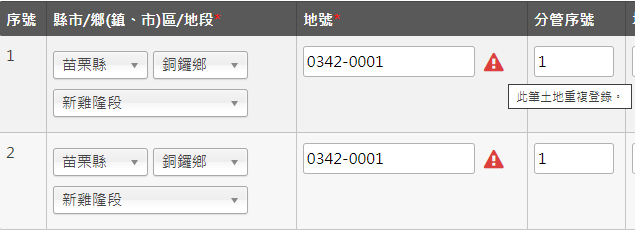 序號 縣市/鄉(鎮、市)區/地段* 地號* 分管序號
1 苗栗縣 銅鑼鄉 0342-0001 1
新雞隆段 此筆土地重複登錄。
2 苗栗縣 銅鑼鄉 0342-0001 1
新雞隆段